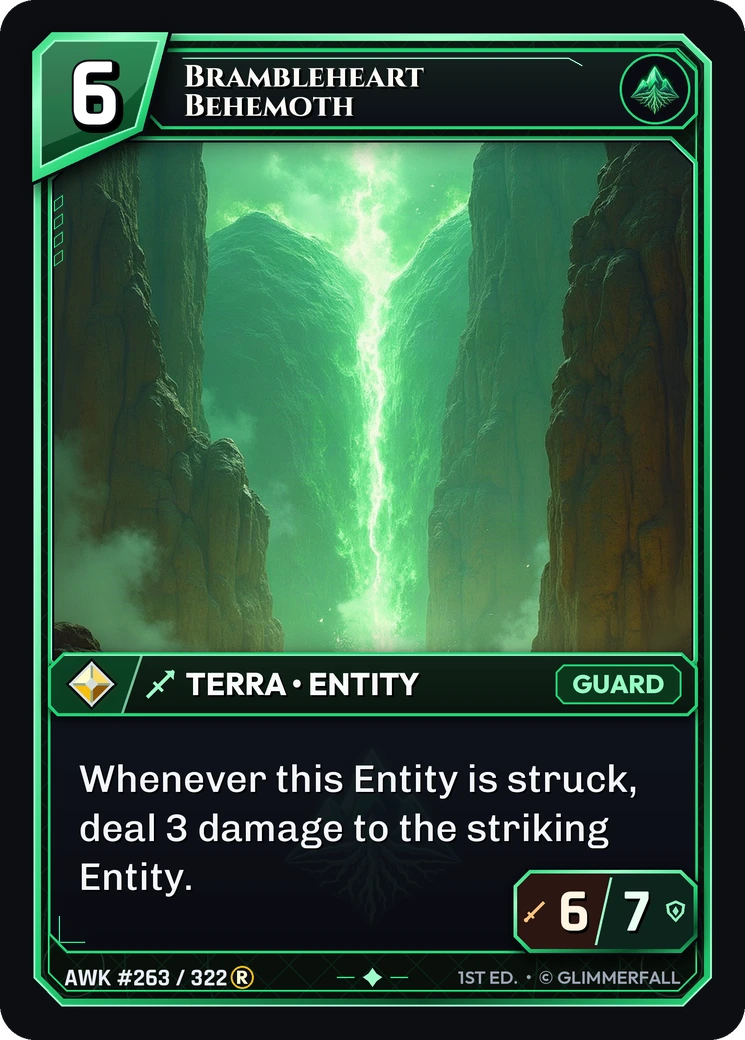 6
BRAMBLEHEART
BEHEMOTH
TERRA • ENTITY
GUARD
Whenever this Entity is struck,
deal 3 damage to the striking
Entity.
6 / 7
AWK #263 / 322 R
1ST ED. • © GLIMMERFALL